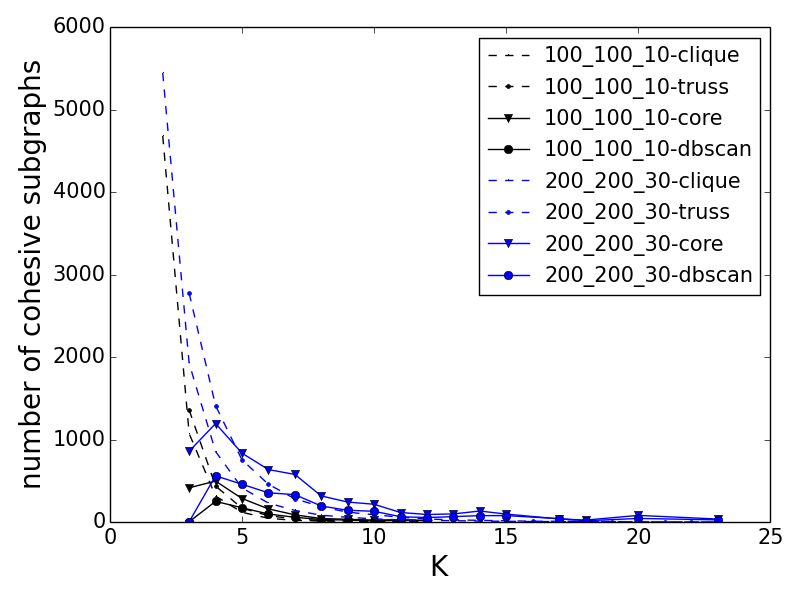 6000
5000
4000
3000
2000
1000
0
number of cohesive subgraphs
0 5 10 15 20 25
K
100_100_10-clique
100_100_10-truss
100_100_10-core
100_100_10-dbscan
200_200_30-clique
200_200_30-truss
200_200_30-core
200_200_30-dbscan